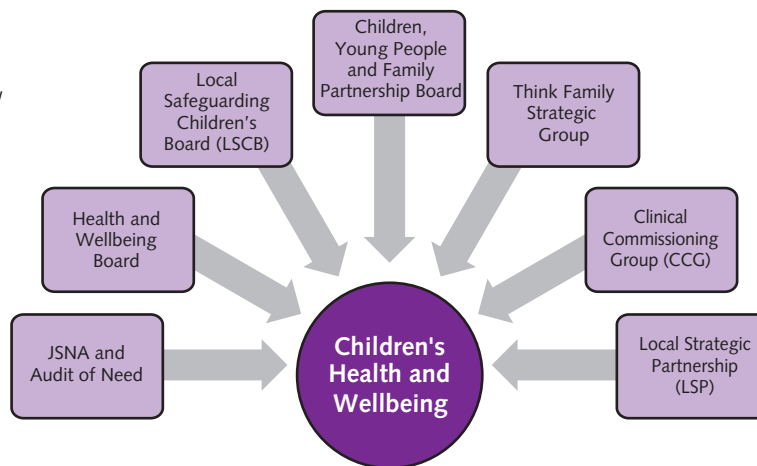 Children,
Young People
and Family
Partnership Board
Local
Safeguarding
Children's
Board (LSCB)
Think Family
Strategic
Group
Health and
Wellbeing
Board
Clinical
Commissioning
Group (CCG)
JSNA and
Audit of Need
Children's
Health and
Wellbeing
Local Strategic
Partnership
(LSP)